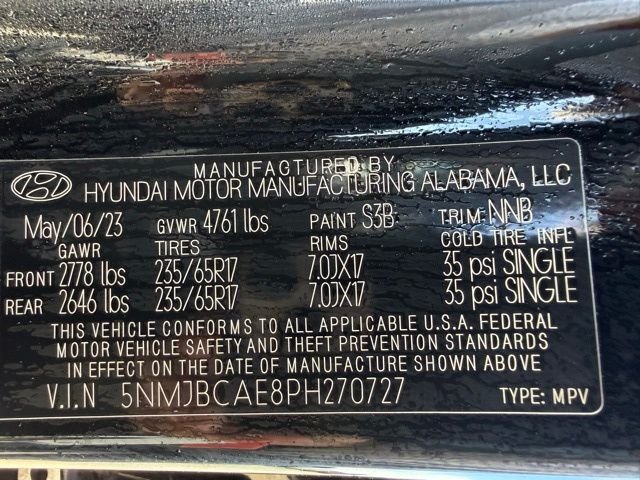 MANUFACTURED BY
HYUNDAI MOTOR MANUFACTURING ALABAMA, LLC
May/06/23 GVWR 4761 lbs PAINT S3B TRIM NNB
GAWR TIRES RIMS COLD TIRE INFL
FRONT 2778 lbs 235/65R17 7.0JX17 35 psi SINGLE
REAR 2646 lbs 235/65R17 7.0JX17 35 psi SINGLE
THIS VEHICLE CONFORMS TO ALL APPLICABLE U.S.A. FEDERAL
MOTOR VEHICLE SAFETY AND THEFT PREVENTION STANDARDS
IN EFFECT ON THE DATE OF MANUFACTURE SHOWN ABOVE
V.I.N 5NMJBCAE8PH270727 TYPE: MPV